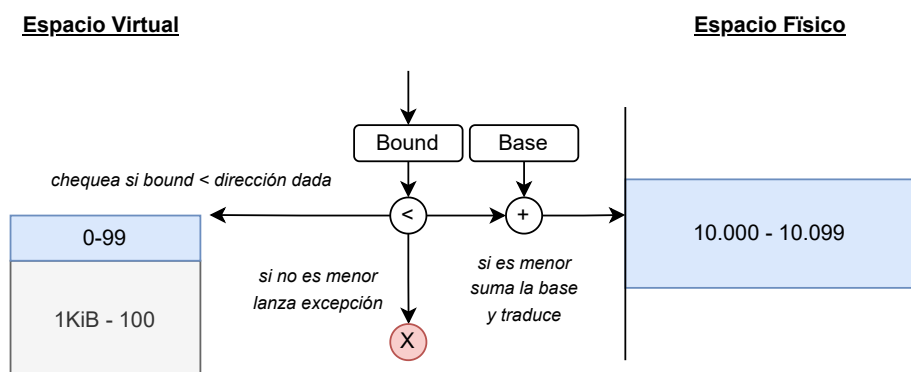 Espacio Virtual
Espacio Fïsico
Bound
Base
chequea si bound < dirección dada
<
+
0-99
10.000 - 10.099
si no es menor
lanza excepción
si es menor
suma la base
y traduce
1KiB - 100
X